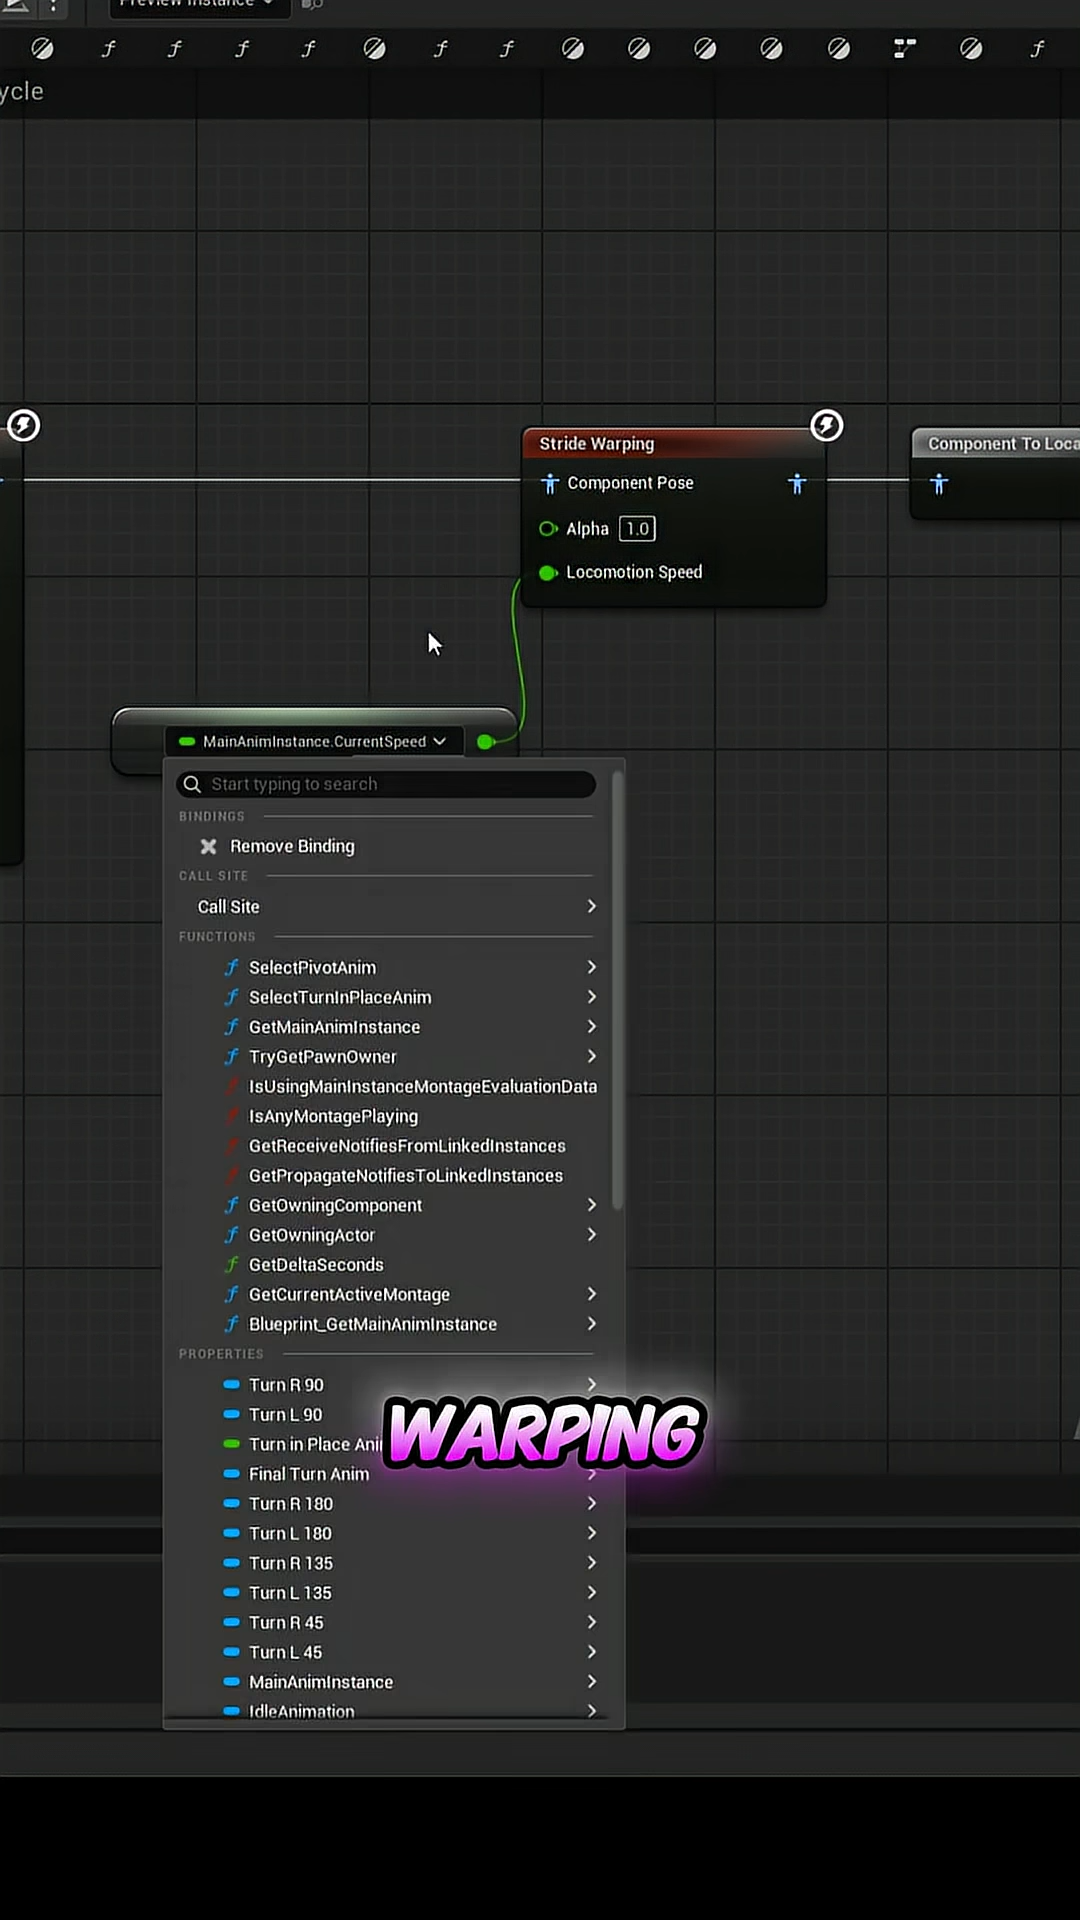 Preview Instance
ycle
Stride Warping
Component To Loca
Component Pose
Alpha 1.0
Locomotion Speed
MainAnimInstance.CurrentSpeed
Start typing to search
BINDINGS
Remove Binding
CALL SITE
Call Site
FUNCTIONS
SelectPivotAnim
SelectTurnInPlaceAnim
GetMainAnimInstance
TryGetPawnOwner
IsUsingMainInstanceMontageEvaluationData
IsAnyMontagePlaying
GetReceiveNotifiesFromLinkedInstances
GetPropagateNotifiesToLinkedInstances
GetOwningComponent
GetOwningActor
GetDeltaSeconds
GetCurrentActiveMontage
Blueprint_GetMainAnimInstance
PROPERTIES
Turn R 90
Turn L 90
WARPING
Turn in Place Ani
Final Turn Anim
Turn R 180
Turn L 180
Turn R 135
Turn L 135
Turn R 45
Turn L 45
MainAnimInstance
IdleAnimation